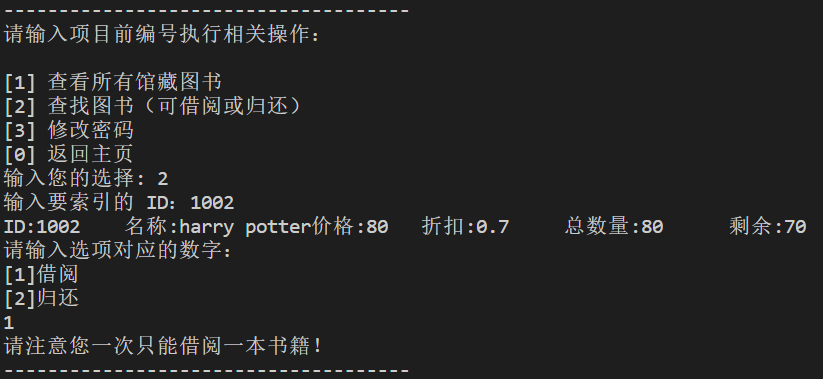 -------------------------------------
请输入项目前编号执行相关操作：
[1] 查看所有馆藏图书
[2] 查找图书（可借阅或归还）
[3] 修改密码
[0] 返回主页
输入您的选择: 2
输入要索引的 ID：1002
ID:1002    名称:harry potter价格:80   折扣:0.7     总数量:80      剩余:70
请输入选项对应的数字：
[1]借阅
[2]归还
1
请注意您一次只能借阅一本书籍！
-------------------------------------